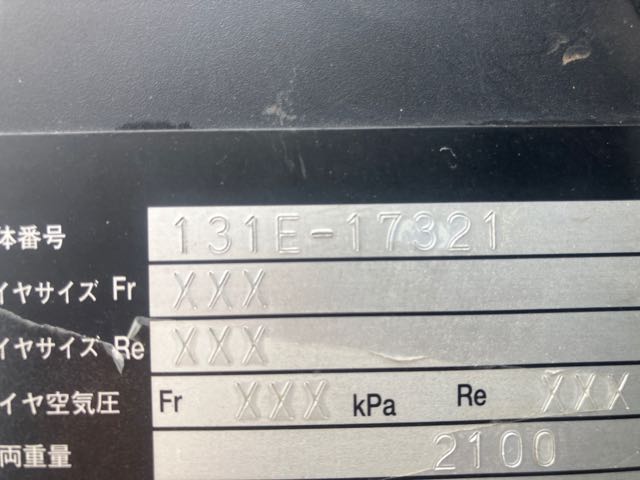 体番号 131E-17321
イヤサイズ Fr XXX
イヤサイズ Re XXX
イヤ空気圧 Fr XXX kPa Re XXX
両重量 2100